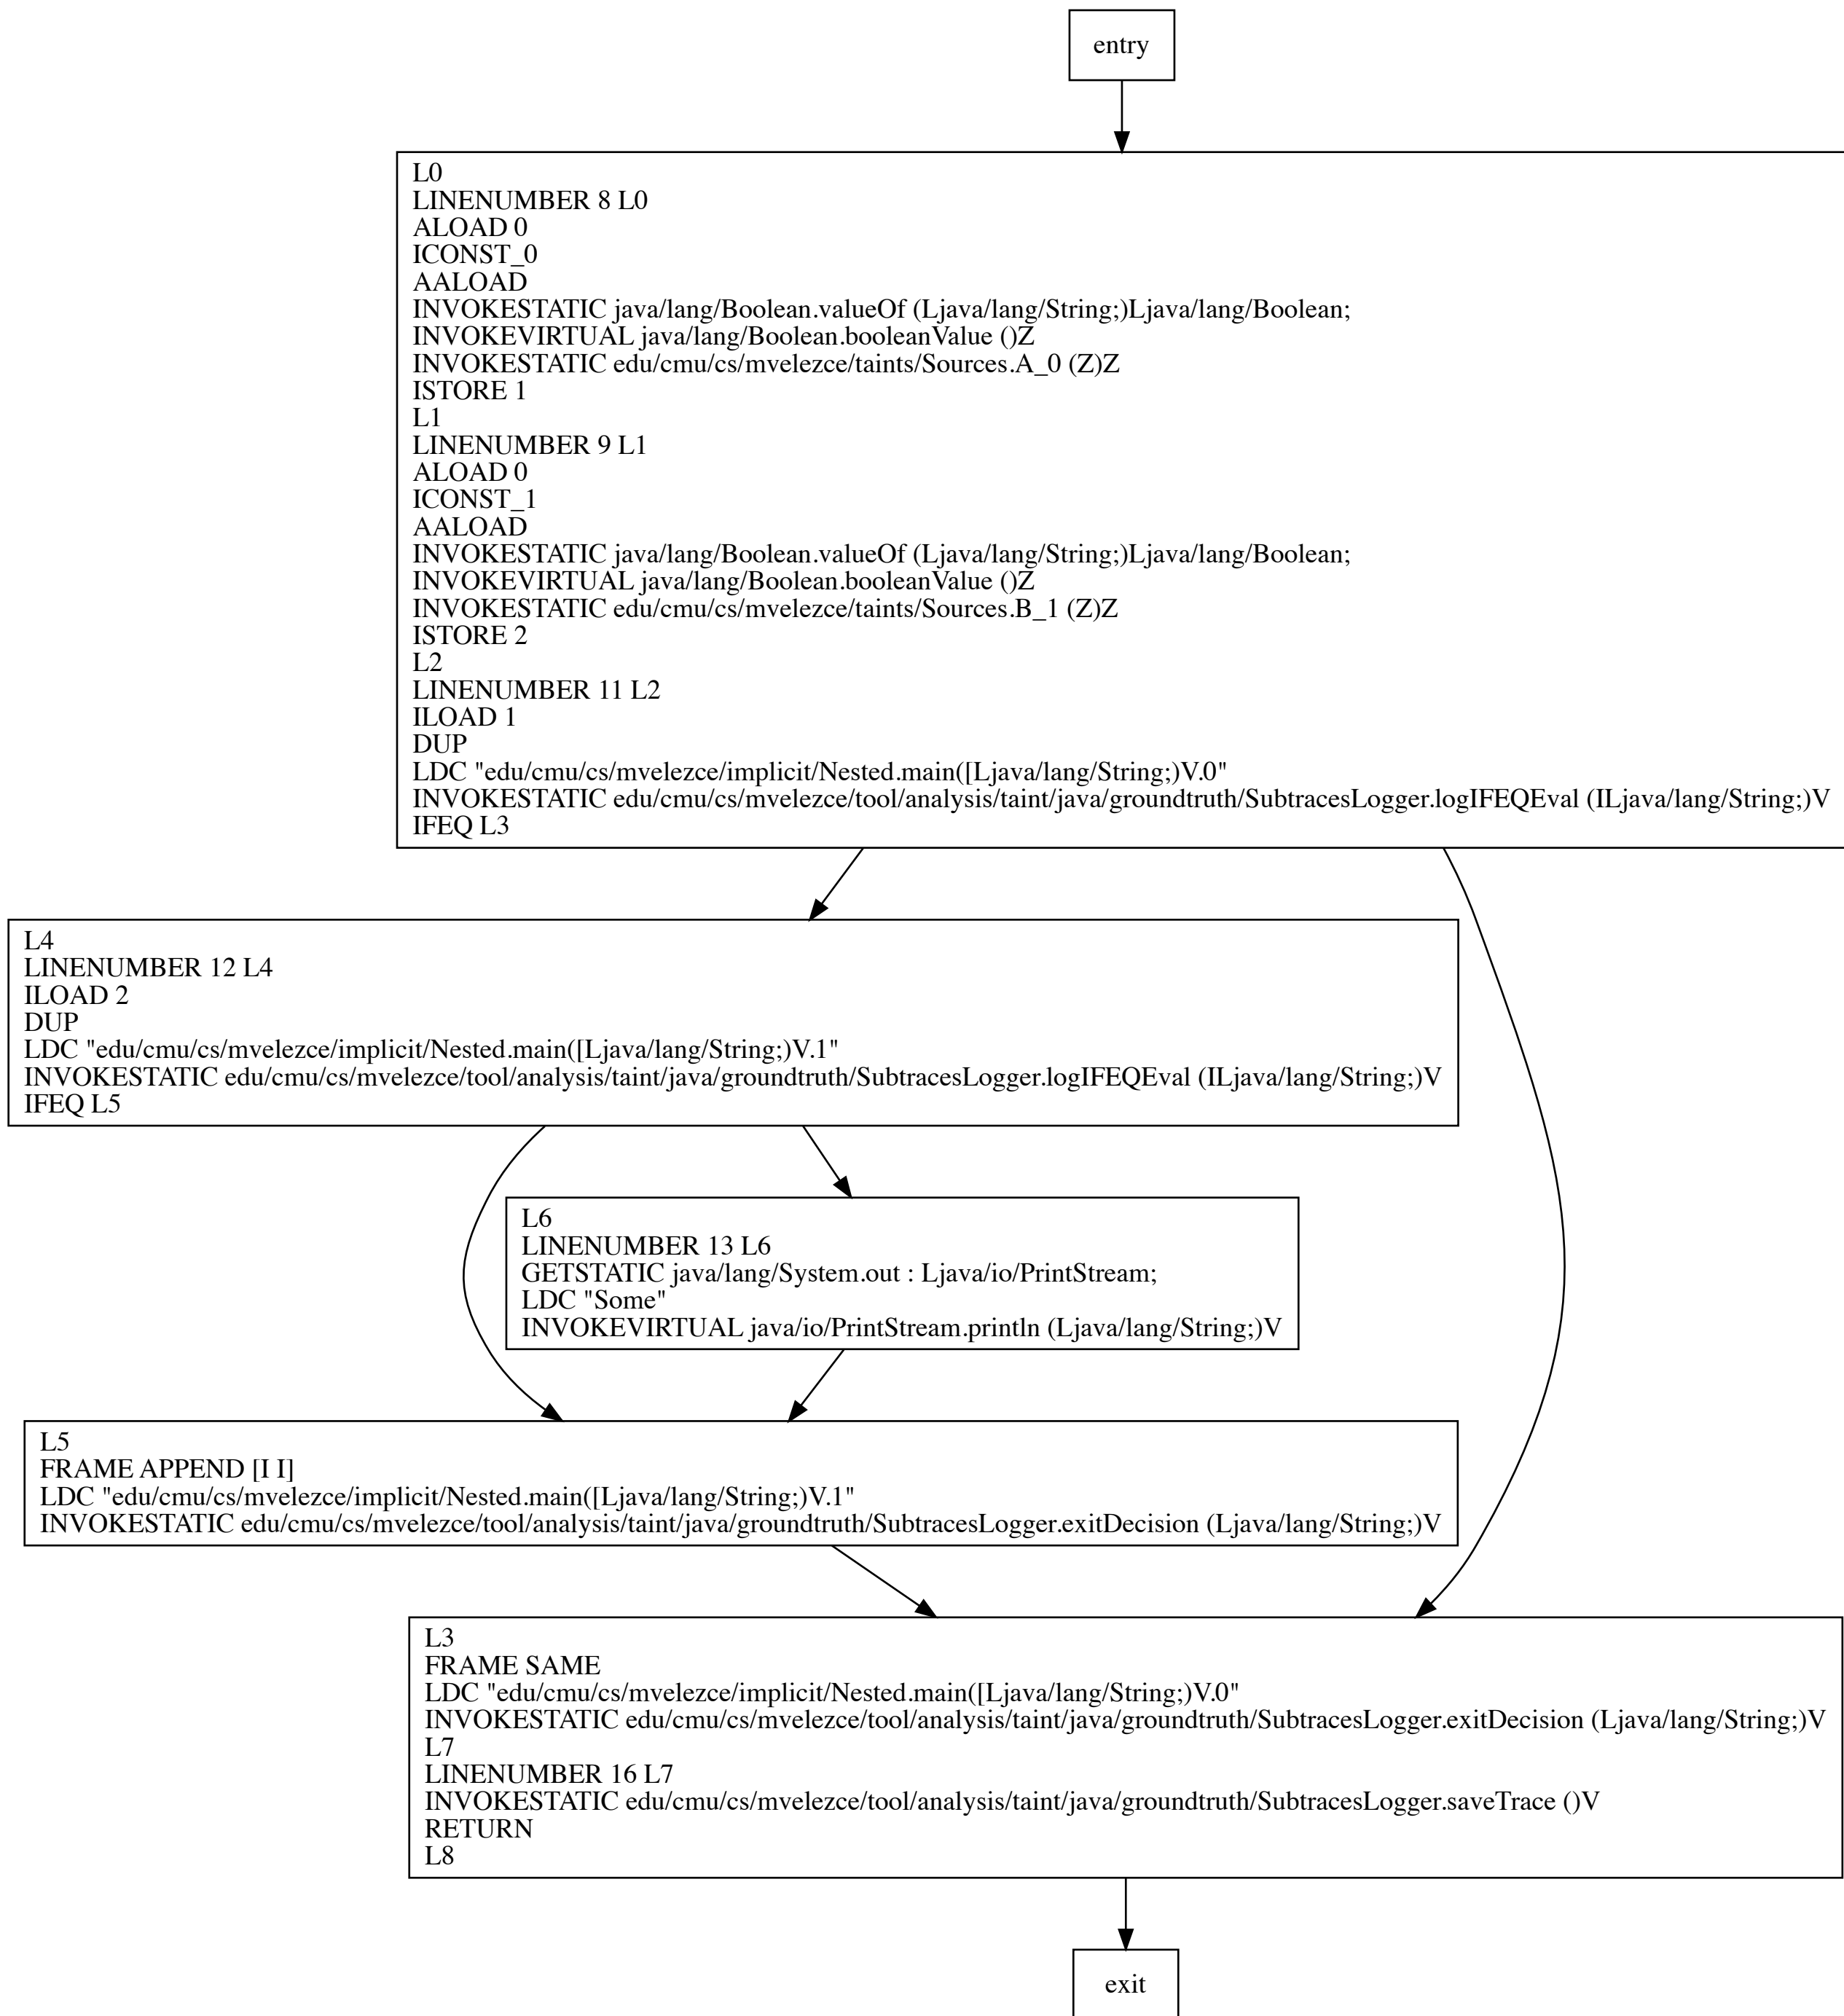 entry
L0
LINENUMBER 8 L0
ALOAD 0
ICONST_0
AALOAD
INVOKESTATIC java/lang/Boolean.valueOf (Ljava/lang/String;)Ljava/lang/Boolean;
INVOKEVIRTUAL java/lang/Boolean.booleanValue ()Z
INVOKESTATIC edu/cmu/cs/mvelezce/taints/Sources.A_0 (Z)Z
ISTORE 1
L1
LINENUMBER 9 L1
ALOAD 0
ICONST_1
AALOAD
INVOKESTATIC java/lang/Boolean.valueOf (Ljava/lang/String;)Ljava/lang/Boolean;
INVOKEVIRTUAL java/lang/Boolean.booleanValue ()Z
INVOKESTATIC edu/cmu/cs/mvelezce/taints/Sources.B_1 (Z)Z
ISTORE 2
L2
LINENUMBER 11 L2
ILOAD 1
DUP
LDC "edu/cmu/cs/mvelezce/implicit/Nested.main([Ljava/lang/String;)V.0"
INVOKESTATIC edu/cmu/cs/mvelezce/tool/analysis/taint/java/groundtruth/SubtracesLogger.logIFEQEval (ILjava/lang/String;)V
IFEQ L3
L4
LINENUMBER 12 L4
ILOAD 2
DUP
LDC "edu/cmu/cs/mvelezce/implicit/Nested.main([Ljava/lang/String;)V.1"
INVOKESTATIC edu/cmu/cs/mvelezce/tool/analysis/taint/java/groundtruth/SubtracesLogger.logIFEQEval (ILjava/lang/String;)V
IFEQ L5
L6
LINENUMBER 13 L6
GETSTATIC java/lang/System.out : Ljava/io/PrintStream;
LDC "Some"
INVOKEVIRTUAL java/io/PrintStream.println (Ljava/lang/String;)V
L5
FRAME APPEND [I I]
LDC "edu/cmu/cs/mvelezce/implicit/Nested.main([Ljava/lang/String;)V.1"
INVOKESTATIC edu/cmu/cs/mvelezce/tool/analysis/taint/java/groundtruth/SubtracesLogger.exitDecision (Ljava/lang/String;)V
L3
FRAME SAME
LDC "edu/cmu/cs/mvelezce/implicit/Nested.main([Ljava/lang/String;)V.0"
INVOKESTATIC edu/cmu/cs/mvelezce/tool/analysis/taint/java/groundtruth/SubtracesLogger.exitDecision (Ljava/lang/String;)V
L7
LINENUMBER 16 L7
INVOKESTATIC edu/cmu/cs/mvelezce/tool/analysis/taint/java/groundtruth/SubtracesLogger.saveTrace ()V
RETURN
L8
exit